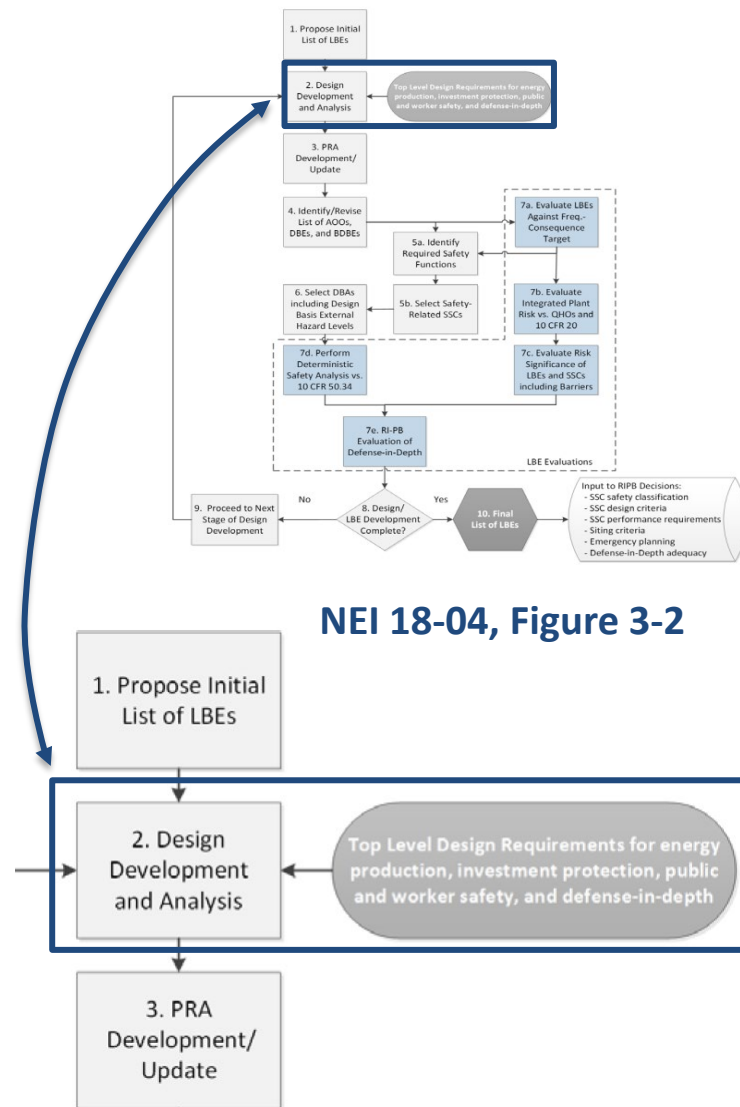 1. Propose Initial
List of LBEs
2. Design
Development
and Analysis
Top Level Design Requirements for energy
production, investment protection, public
and worker safety, and defense-in-depth
3. PRA
Development/
Update
4. Identify/Revise
List of AOOs,
DBEs, and BDBEs
7a. Evaluate LBEs
Against Freq.-
Consequence
Target
5a. Identify
Required Safety
Functions
6. Select DBAs
including Design
Basis External
Hazard Levels
5b. Select Safety-
Related SSCs
7b. Evaluate
Integrated Plant
Risk vs. QHOs and
10 CFR 20
7d. Perform
Deterministic
Safety Analysis vs.
10 CFR 50.34
7c. Evaluate Risk
Significance of
LBEs and SSCs
including Barriers
7e. RI-PB
Evaluation of
Defense-in-Depth
LBE Evaluations
9. Proceed to Next
Stage of Design
Development
No
8. Design/
LBE Development
Complete?
Yes
10. Final
List of LBEs
Input to RIPB Decisions:
- SSC safety classification
- SSC design criteria
- SSC performance requirements
- Siting criteria
- Emergency planning
- Defense-in-Depth adequacy
NEI 18-04, Figure 3-2
1. Propose Initial
List of LBEs
2. Design
Development
and Analysis
Top Level Design Requirements for energy
production, investment protection, public
and worker safety, and defense-in-depth
3. PRA
Development/
Update